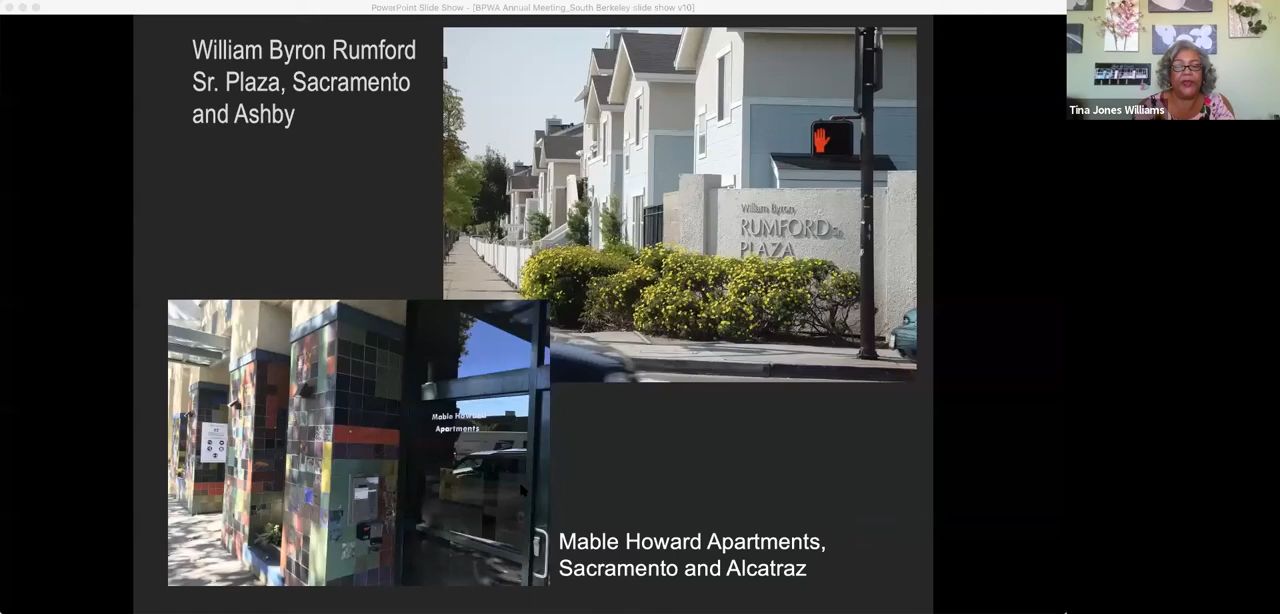 PowerPoint Slide Show - [BPWA Annual Meeting_South Berkeley slide show v10]
William Byron Rumford
Sr. Plaza, Sacramento
and Ashby
Tina Jones Williams
William Byron
RUMFORD Sr.
PLAZA
Mable Howard
Apartments
Mable Howard Apartments,
Sacramento and Alcatraz